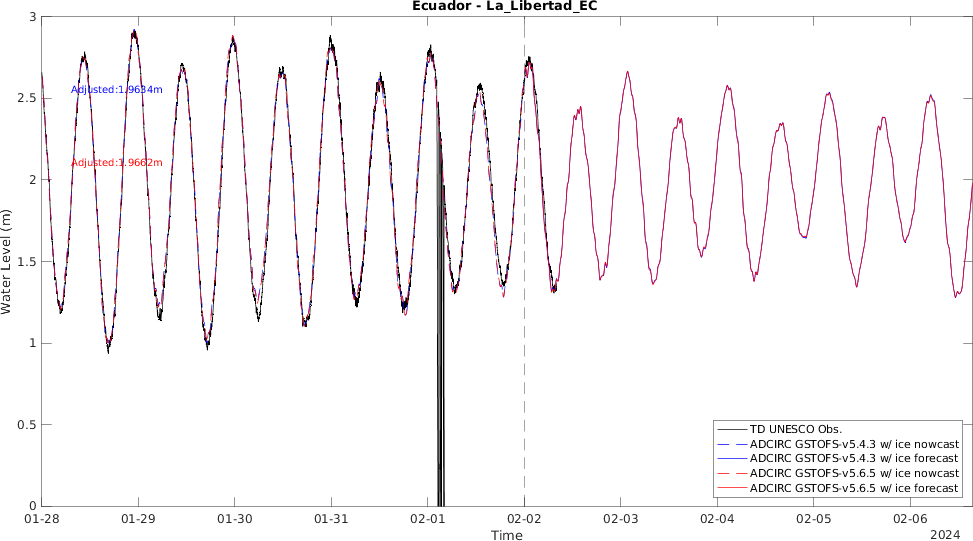 Ecuador - La_Libertad_EC
3
2.5
2
1.5
1
0.5
0
Water Level (m)
Adjusted:1.9634m
Adjusted:1.9662m
TD UNESCO Obs.
ADCIRC GSTOFS-v5.4.3 w/ ice nowcast
ADCIRC GSTOFS-v5.4.3 w/ ice forecast
ADCIRC GSTOFS-v5.6.5 w/ ice nowcast
ADCIRC GSTOFS-v5.6.5 w/ ice forecast
01-28 01-29 01-30 01-31 02-01 02-02 02-03 02-04 02-05 02-06
Time
2024